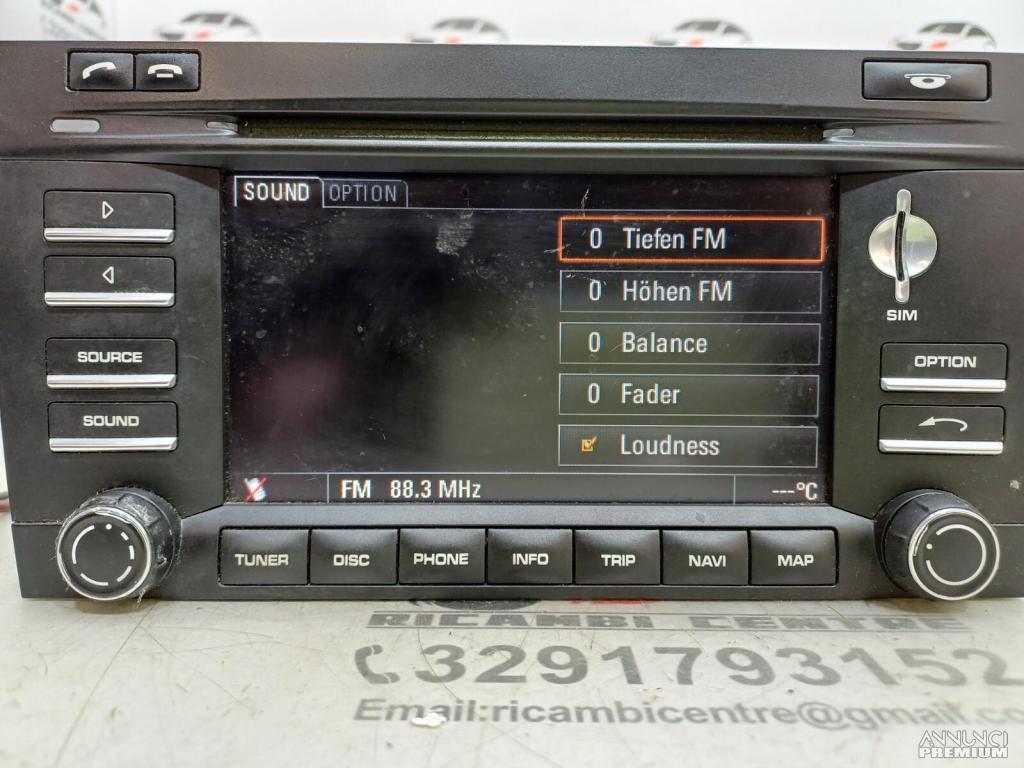 SOUND OPTION
0 Tiefen FM
0 Höhen FM
SIM
SOURCE
0 Balance
OPTION
0 Fader
SOUND
Loudness
FM 88.3 MHz
---°C
TUNER DISC PHONE INFO TRIP NAVI MAP
RICAMBI CENTRE
3291793152
Email:ricambicentre@gmail.co
ANNUNCI
PREMIUM